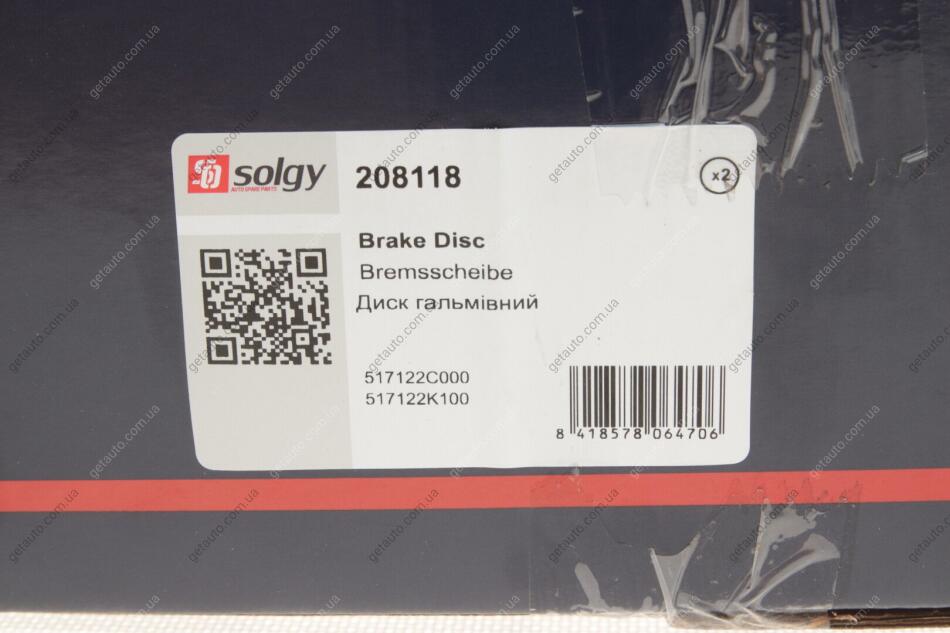 solgy
AUTO SPARE PARTS
208118
x2
Brake Disc
Bremsscheibe
Диск гальмівний
517122C000
517122K100
8 418578 064706
getauto.com.ua